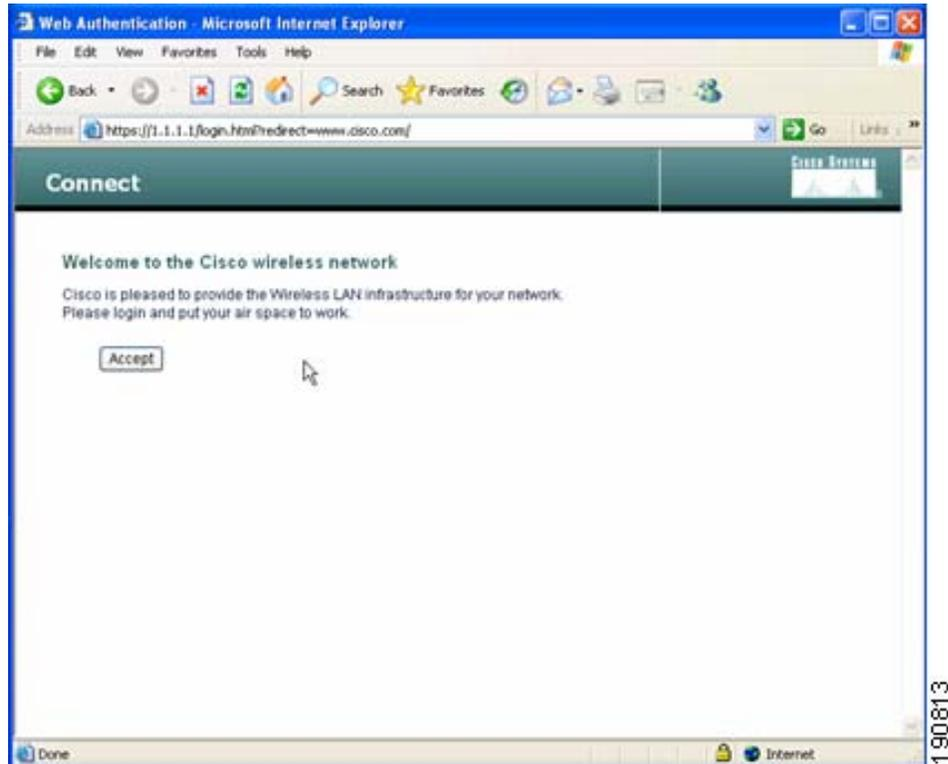 Web Authentication - Microsoft Internet Explorer
File Edit View Favorites Tools Help
Back Search Favorites
Address https://1.1.1.1/login.html?redirect=www.cisco.com/ Go Links »
Connect
CISCO SYSTEMS
Welcome to the Cisco wireless network
Cisco is pleased to provide the Wireless LAN infrastructure for your network.
Please login and put your air space to work.
Accept
Done Internet
190813